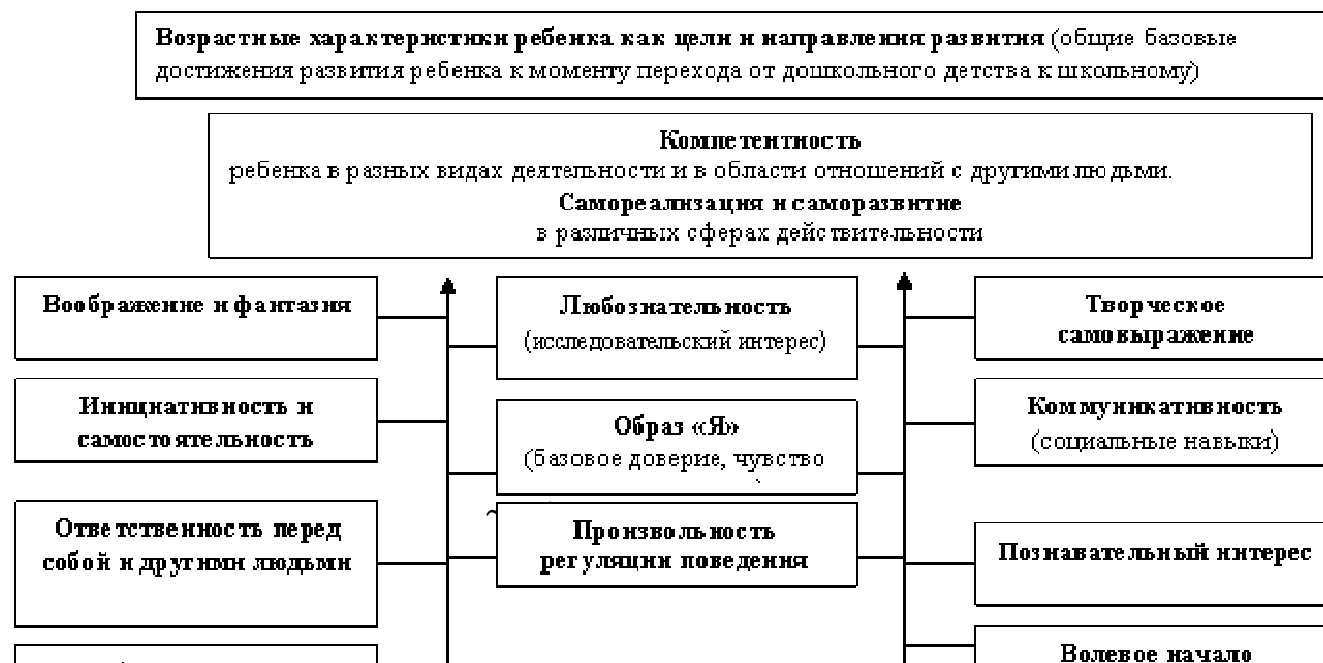 Возрастные характеристики ребенка как цели и направления развития (общие базовые
достижения развития ребенка к моменту перехода от дошкольного детства к школьному)
Компетентность
ребенка в разных видах деятельности и в области отношений с другими людьми.
Самореализация и саморазвитие
в различных сферах действительности
Воображение и фантазия
Любознательность
(исследовательский интерес)
Творческое
самовыражение
Инициативность и
самостоятельность
Образ «Я»
(базовое доверие, чувство
Коммуникативность
(социальные навыки)
Ответственность перед
собой и другими людьми
Произвольность
регуляции поведения
Познавательный интерес
Волевое начало